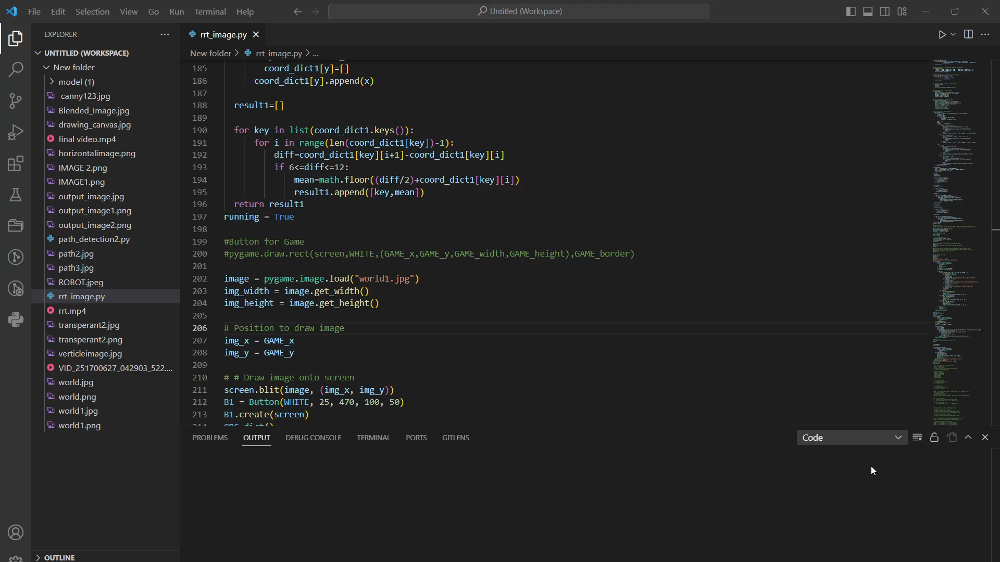 File Edit Selection View Go Run Terminal Help
Untitled (Workspace)
EXPLORER
UNTITLED (WORKSPACE)
New folder
model (1)
canny123.jpg
Blended_Image.jpg
drawing_canvas.jpg
final video.mp4
horizontalimage.png
IMAGE 2.png
IMAGE1.png
output_image.jpg
output_image1.png
output_image2.png
path_detection2.py
path2.jpg
path3.jpg
ROBOT.jpeg
rrt_image.py
rrt.mp4
transperant2.jpg
transperant2.png
verticleimage.jpg
VID_251700627_042903_522....
world.jpg
world.png
world1.jpg
world1.png
OUTLINE
rrt_image.py
New folder > rrt_image.py > ...
185 coord_dict1[y]=[]
186 coord_dict1[y].append(x)
187
188 result1=[]
189
190 for key in list(coord_dict1.keys()):
191 for i in range(len(coord_dict1[key])-1):
192 diff=coord_dict1[key][i+1]-coord_dict1[key][i]
193 if 6<=diff<=12:
194 mean=math.floor((diff/2)+coord_dict1[key][i])
195 result1.append([key,mean])
196 return result1
197 running = True
198
199 #Button for Game
200 #pygame.draw.rect(screen,WHITE,(GAME_x,GAME_y,GAME_width,GAME_height),GAME_border)
201
202 image = pygame.image.load("world1.jpg")
203 img_width = image.get_width()
204 img_height = image.get_height()
205
206 # Position to draw image
207 img_x = GAME_x
208 img_y = GAME_y
209
210 # # Draw image onto screen
211 screen.blit(image, (img_x, img_y))
212 B1 = Button(WHITE, 25, 470, 100, 50)
213 B1.create(screen)
PROBLEMS OUTPUT DEBUG CONSOLE TERMINAL PORTS GITLENS
Code